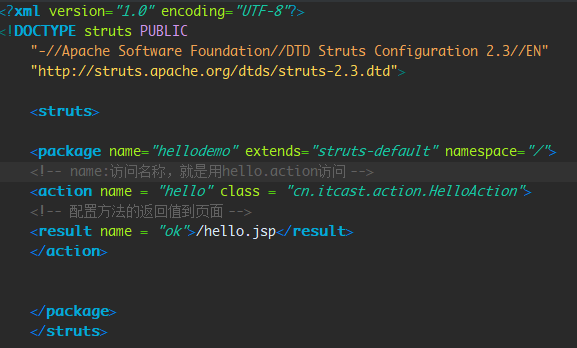 <?xml version="1.0" encoding="UTF-8"?>
<!DOCTYPE struts PUBLIC
"-//Apache Software Foundation//DTD Struts Configuration 2.3//EN"
"http://struts.apache.org/dtds/struts-2.3.dtd">
<struts>
<package name="hellodemo" extends="struts-default" namespace="/">
<!-- name:访问名称，就是用hello.action访问 -->
<action name = "hello" class = "cn.itcast.action.HelloAction">
<!-- 配置方法的返回值到页面 -->
<result name = "ok">/hello.jsp</result>
</action>
</package>
</struts>